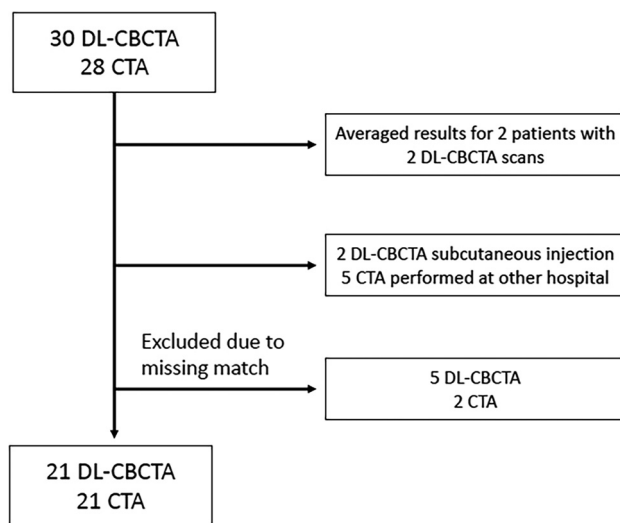 30 DL-CBCTA
28 CTA
Averaged results for 2 patients with
2 DL-CBCTA scans
2 DL-CBCTA subcutaneous injection
5 CTA performed at other hospital
Excluded due to
missing match
5 DL-CBCTA
2 CTA
21 DL-CBCTA
21 CTA